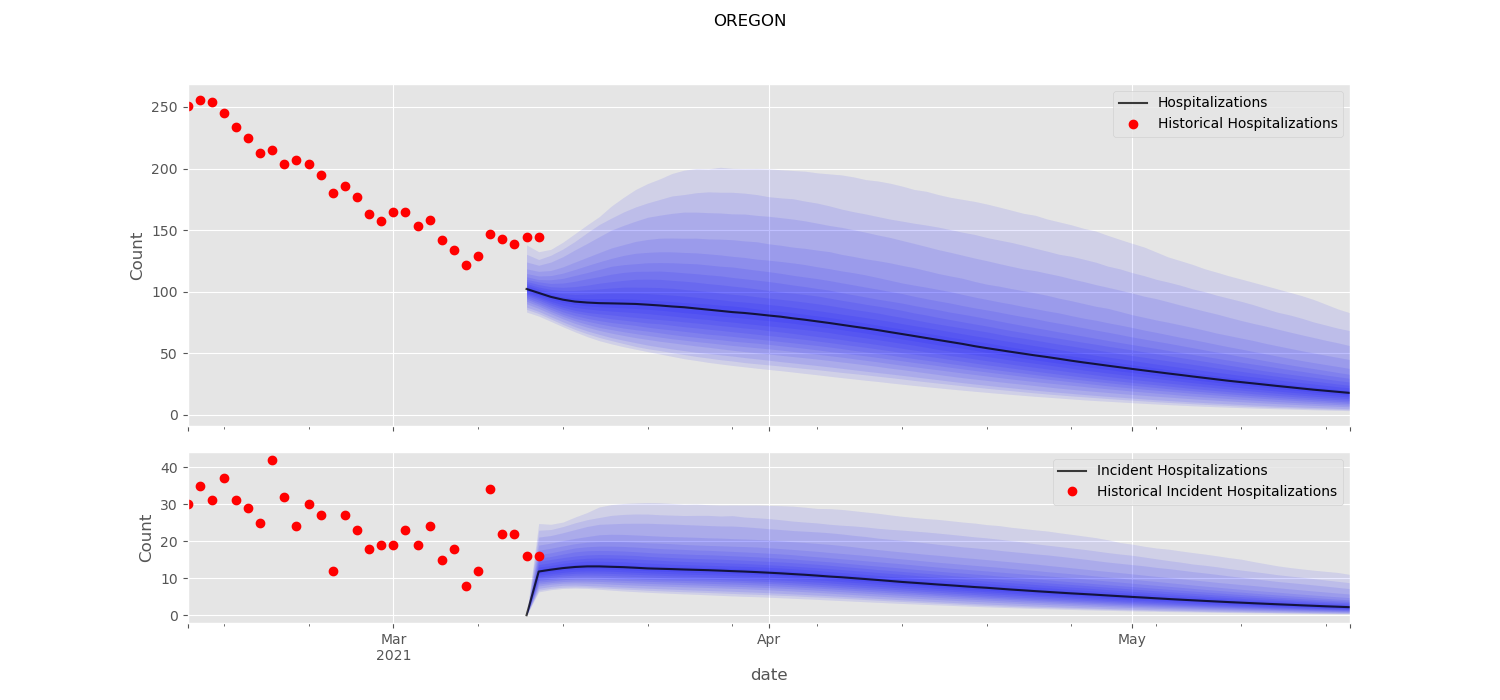 OREGON
Count
250
200
150
100
50
0
Hospitalizations
Historical Hospitalizations
Count
40
30
20
10
0
Incident Hospitalizations
Historical Incident Hospitalizations
Mar
2021
Apr
May
date